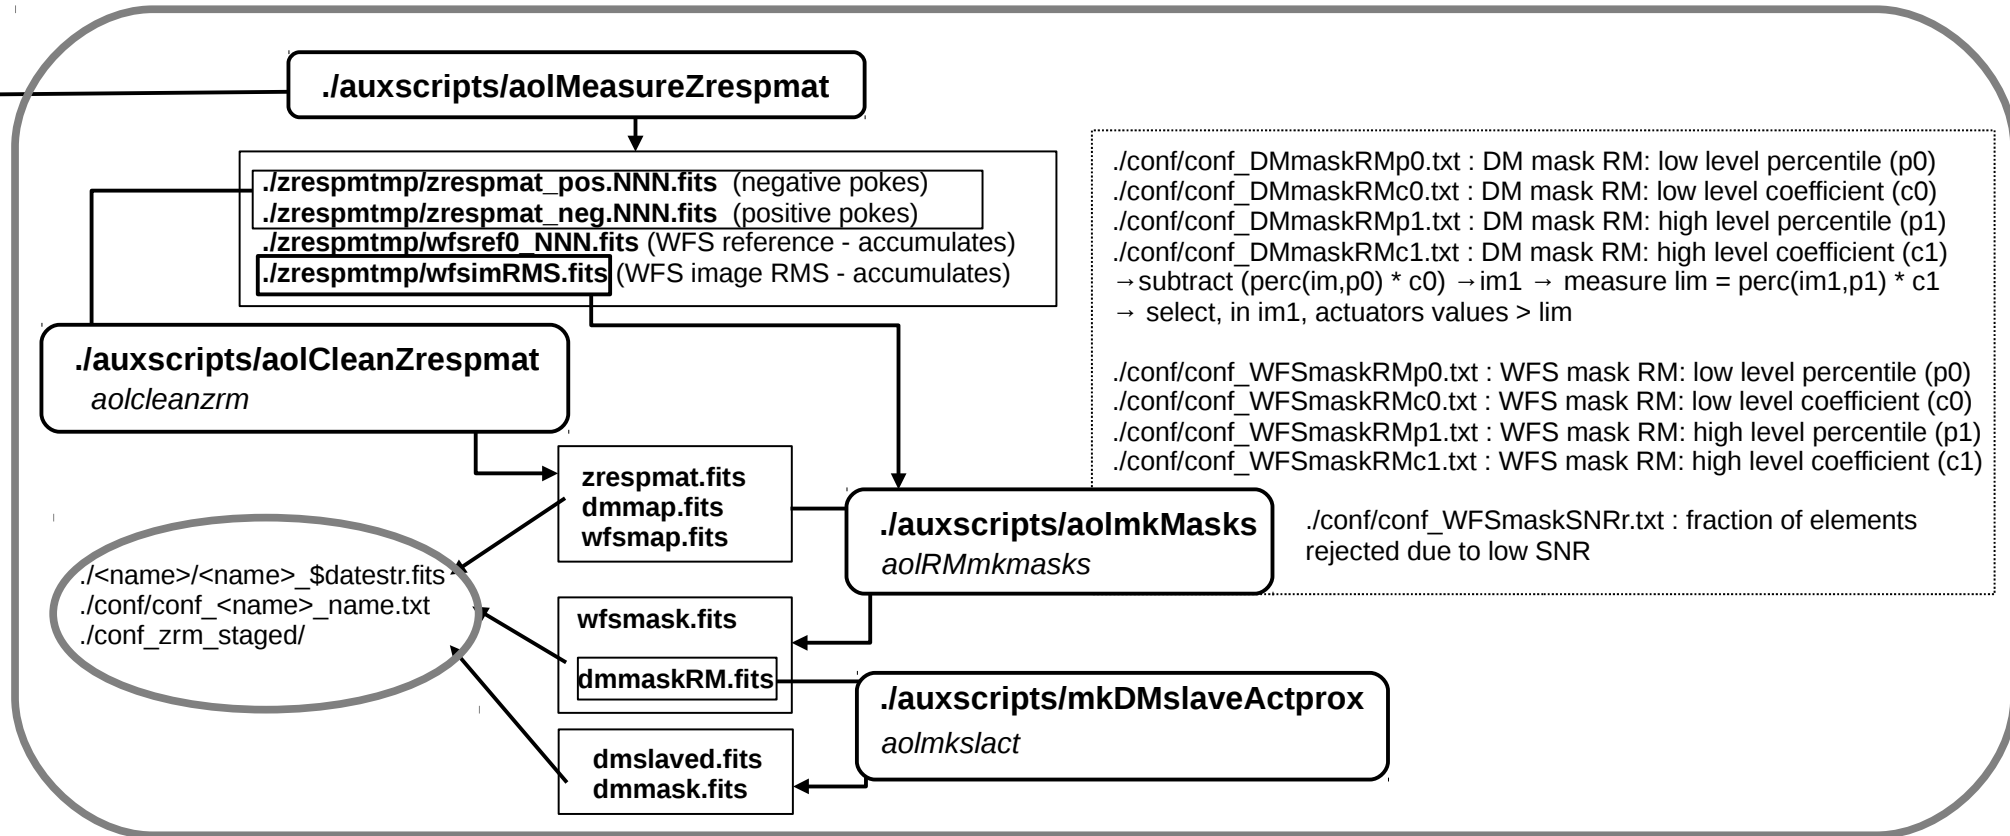 ./auxscripts/aolMeasureZrespmat
./zrespmtmp/zrespmat_pos.NNN.fits (negative pokes)
./zrespmtmp/zrespmat_neg.NNN.fits (positive pokes)
./zrespmtmp/wfsref0_NNN.fits (WFS reference - accumulates)
./zrespmtmp/wfsimRMS.fits (WFS image RMS - accumulates)
./auxscripts/aolCleanZrespmat
aolcleanzrm
./conf/conf_DMmaskRMp0.txt : DM mask RM: low level percentile (p0)
./conf/conf_DMmaskRMc0.txt : DM mask RM: low level coefficient (c0)
./conf/conf_DMmaskRMp1.txt : DM mask RM: high level percentile (p1)
./conf/conf_DMmaskRMc1.txt : DM mask RM: high level coefficient (c1)
→subtract (perc(im,p0) * c0) →im1 → measure lim = perc(im1,p1) * c1
→ select, in im1, actuators values > lim
./conf/conf_WFSmaskRMp0.txt : WFS mask RM: low level percentile (p0)
./conf/conf_WFSmaskRMc0.txt : WFS mask RM: low level coefficient (c0)
./conf/conf_WFSmaskRMp1.txt : WFS mask RM: high level percentile (p1)
./conf/conf_WFSmaskRMc1.txt : WFS mask RM: high level coefficient (c1)
./conf/conf_WFSmaskSNRr.txt : fraction of elements
rejected due to low SNR
zrespmat.fits
dmmap.fits
wfsmap.fits
./auxscripts/aolmkMasks
aolRMmkmasks
./<name>/<name>_$datestr.fits
./conf/conf_<name>_name.txt
./conf_zrm_staged/
wfsmask.fits
dmmaskRM.fits
./auxscripts/mkDMslaveActprox
aolmkslact
dmslaved.fits
dmmask.fits